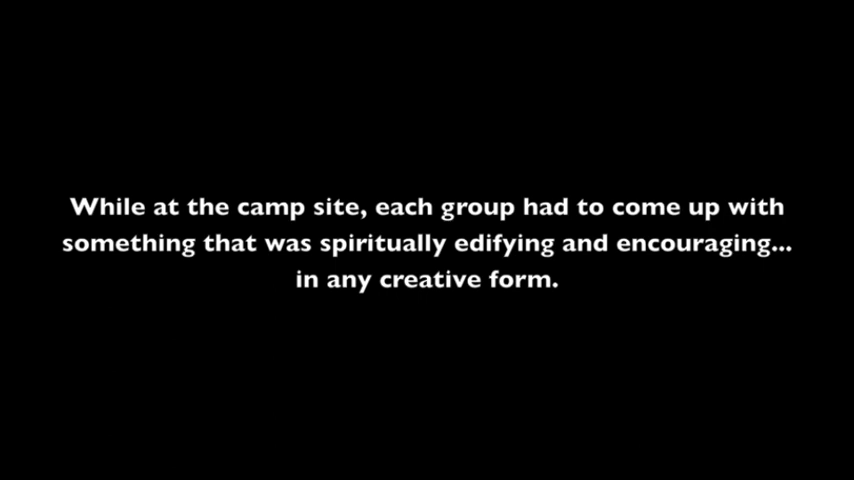 While at the camp site, each group had to come up with
something that was spiritually edifying and encouraging...
in any creative form.